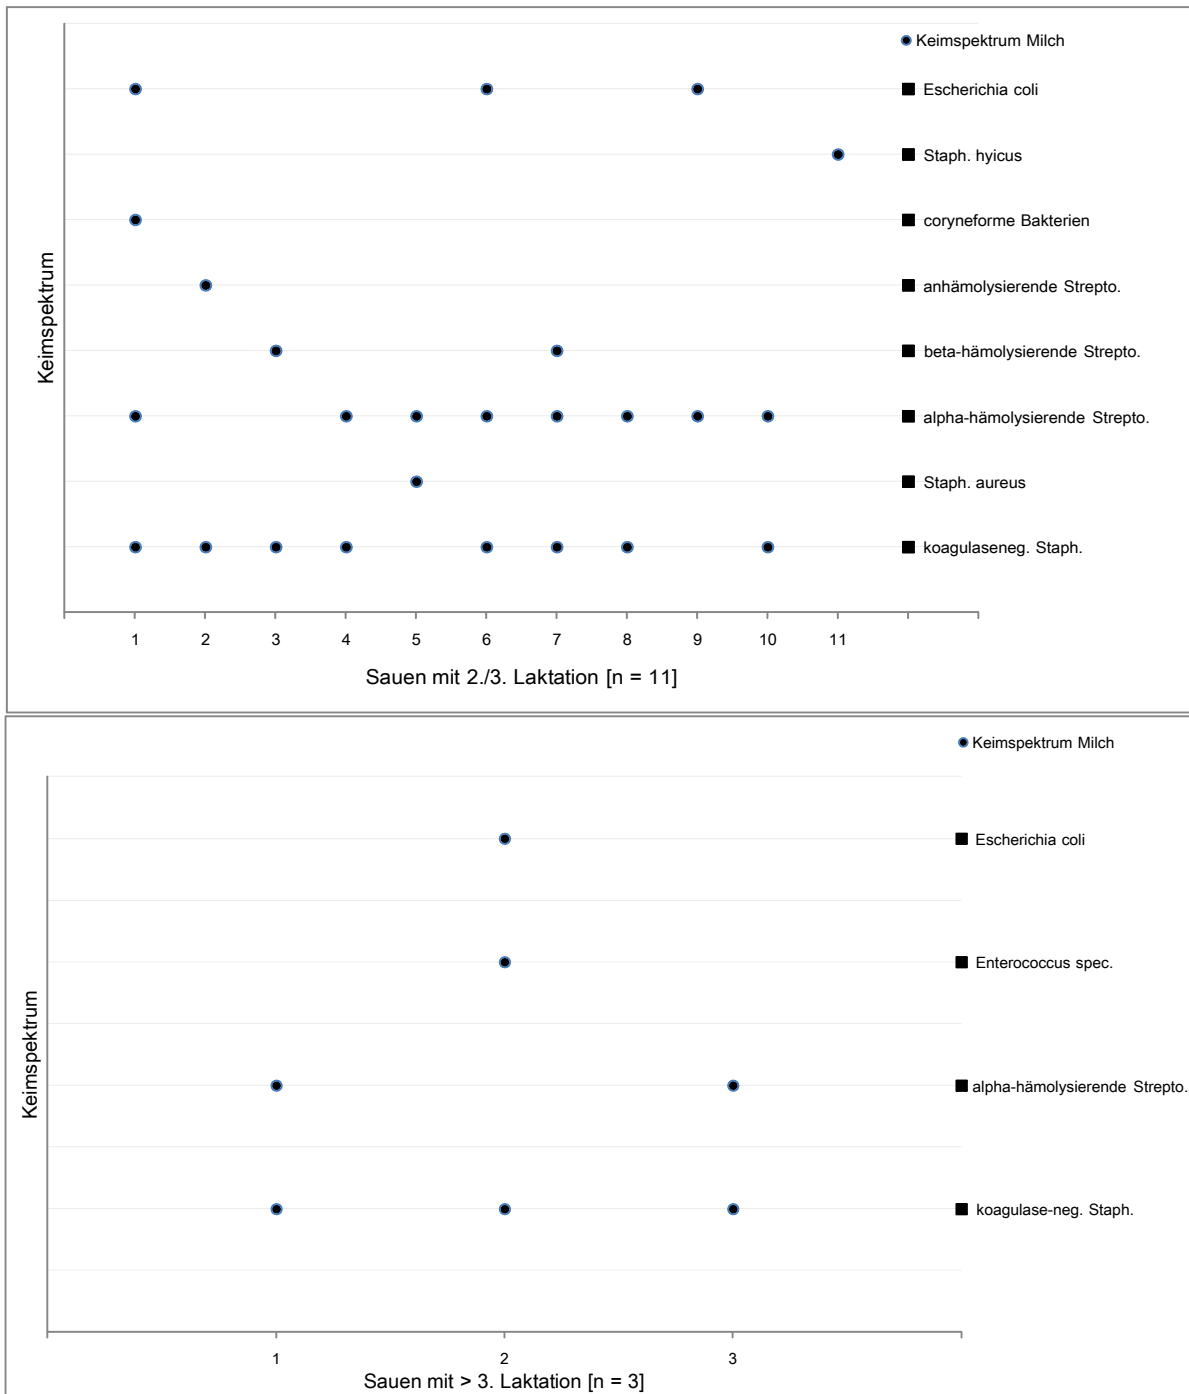 Keimspektrum Milch
Escherichia coli
Staph. hyicus
coryneforme Bakterien
anhämolysierende Strepto.
beta-hämolysierende Strepto.
alpha-hämolysierende Strepto.
Staph. aureus
koagulaseneg. Staph.
Keimspektrum
1 2 3 4 5 6 7 8 9 10 11
Sauen mit 2./3. Laktation [n = 11]
Keimspektrum Milch
Escherichia coli
Enterococcus spec.
alpha-hämolysierende Strepto.
koagulase-neg. Staph.
Keimspektrum
1 2 3
Sauen mit > 3. Laktation [n = 3]